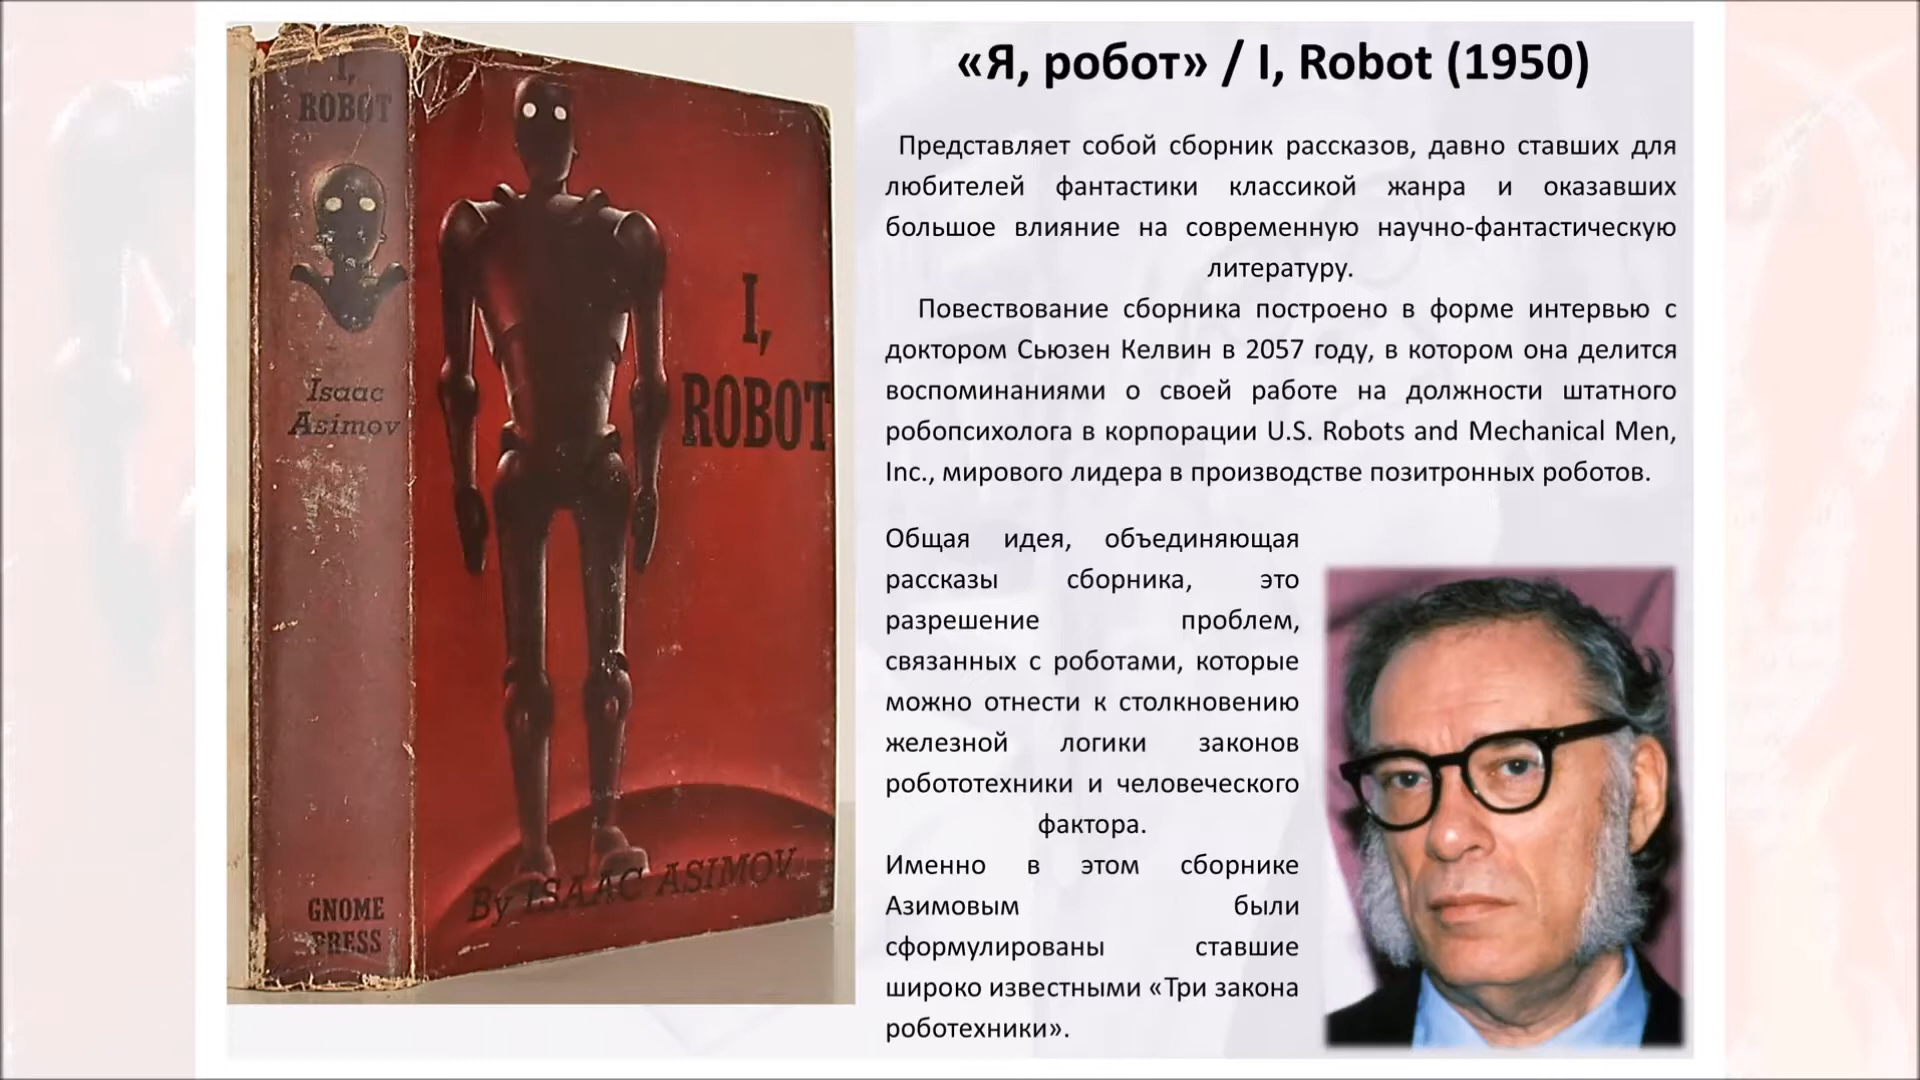 I,
ROBOT
Isaac
Asimov
GNOME
PRESS
I,
ROBOT
By ISAAC ASIMOV
«Я, робот» / I, Robot (1950)
Представляет собой сборник рассказов, давно ставших для
любителей фантастики классикой жанра и оказавших
большое влияние на современную научно-фантастическую
литературу.
Повествование сборника построено в форме интервью с
доктором Сьюзен Келвин в 2057 году, в котором она делится
воспоминаниями о своей работе на должности штатного
робопсихолога в корпорации U.S. Robots and Mechanical Men,
Inc., мирового лидера в производстве позитронных роботов.
Общая идея, объединяющая
рассказы сборника, это
разрешение проблем,
связанных с роботами, которые
можно отнести к столкновению
железной логики законов
робототехники и человеческого
фактора.
Именно в этом сборнике
Азимовым были
сформулированы ставшие
широко известными «Три закона
роботехники».